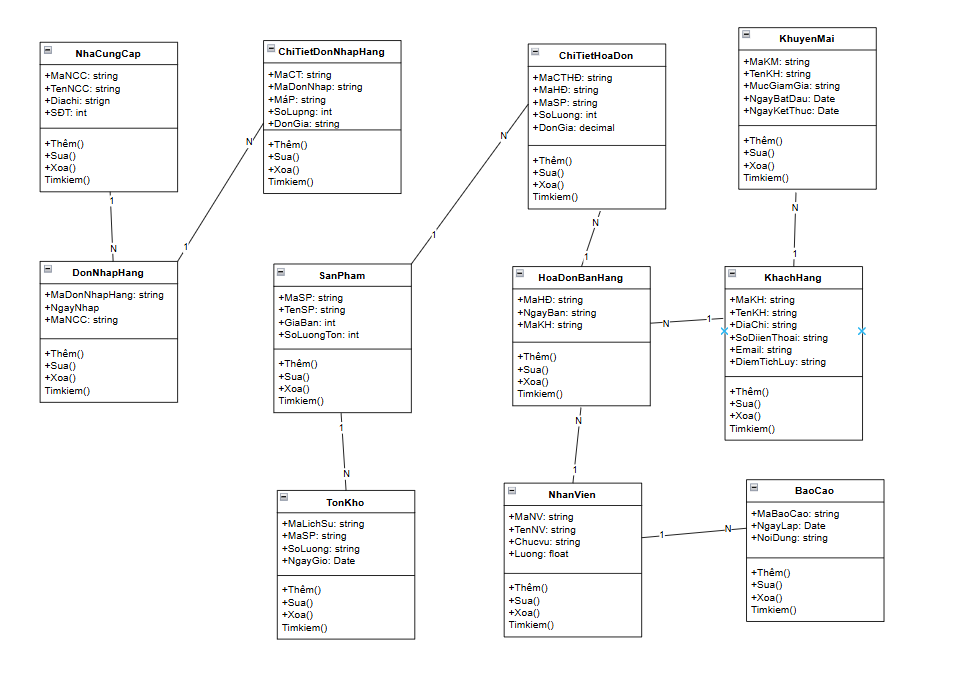 NhaCungCap
+MaNCC: string
+TenNCC: string
+Diachi: strign
+SĐT: int
+Thêm()
+Sua()
+Xoa()
Timkiem()
ChiTietDonNhapHang
+MaCT: string
+MaDonNhap: string
+MáP: string
+SoLupng: int
+DonGia: string
+Thêm()
+Sua()
+Xoa()
Timkiem()
ChiTietHoaDon
+MaCTHĐ: string
+MaHĐ: string
+MaSP: string
+SoLuong: int
+DonGia: decimal
+Thêm()
+Sua()
+Xoa()
Timkiem()
KhuyenMai
+MaKM: string
+TenKH: string
+MucGiamGia: string
+NgayBatDau: Date
+NgayKetThuc: Date
+Thêm()
+Sua()
+Xoa()
Timkiem()
1
N
N
1
N
1
N
1
N
1
DonNhapHang
+MaDonNhapHang: string
+NgayNhap
+MaNCC: string
+Thêm()
+Sua()
+Xoa()
Timkiem()
SanPham
+MaSP: string
+TenSP: string
+GiaBan: int
+SoLuongTon: int
+Thêm()
+Sua()
+Xoa()
Timkiem()
HoaDonBanHang
+MaHĐ: string
+NgayBan: string
+MaKH: string
+Thêm()
+Sua()
+Xoa()
Timkiem()
N
1
KhachHang
+MaKH: string
+TenKH: string
+DiaChi: string
+SoDiienThoai: string
+Email: string
+DiemTichLuy: string
+Thêm()
+Sua()
+Xoa()
Timkiem()
1
N
N
1
TonKho
+MaLichSu: string
+MaSP: string
+SoLuong: string
+NgayGio: Date
+Thêm()
+Sua()
+Xoa()
Timkiem()
NhanVien
+MaNV: string
+TenNV: string
+Chucvu: string
+Luong: float
+Thêm()
+Sua()
+Xoa()
Timkiem()
1
N
BaoCao
+MaBaoCao: string
+NgayLap: Date
+NoiDung: string
+Thêm()
+Sua()
+Xoa()
Timkiem()